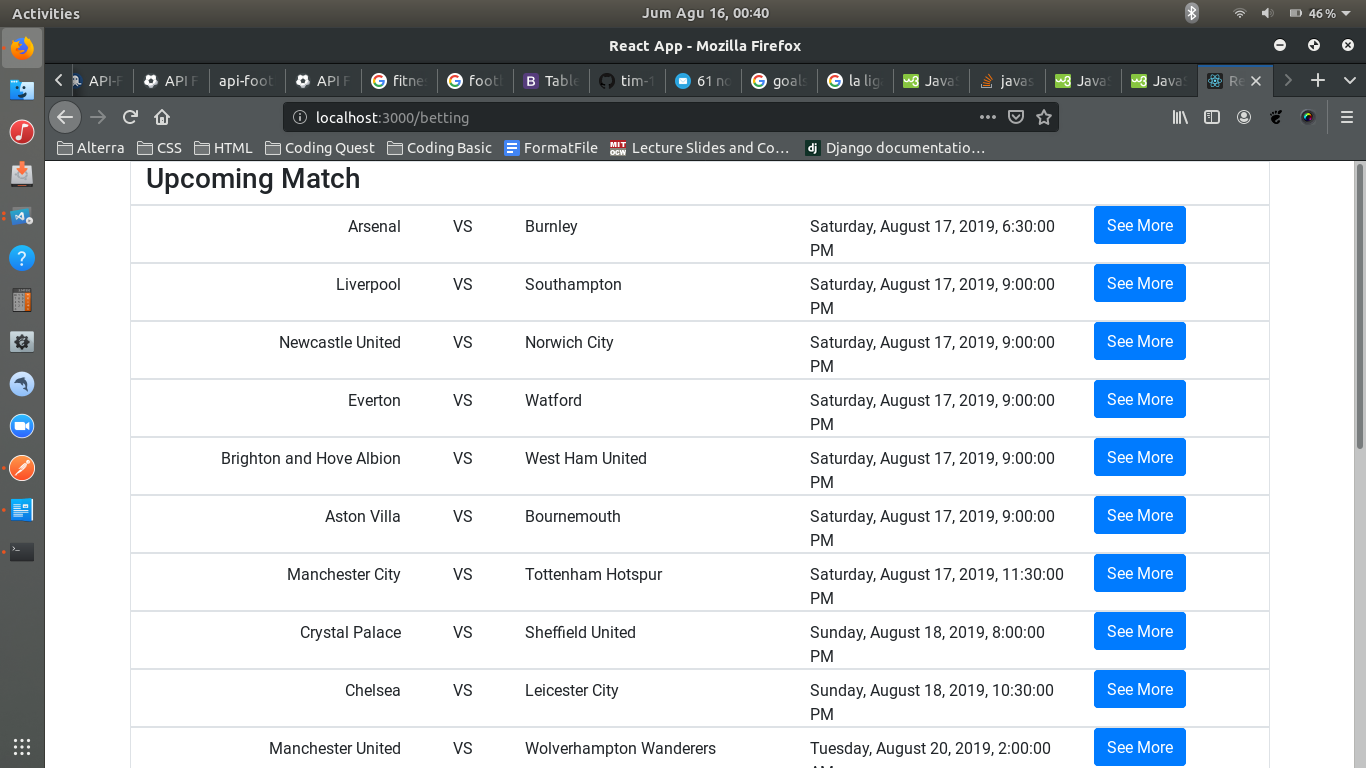 Activities
Jum Agu 16, 00:40
46%
React App - Mozilla Firefox
API-F
API F
api-foot
API F
fitne
footl
Table
tim-1
61 no
goals
la lig
JavaS
javas
JavaS
JavaS
Re
localhost:3000/betting
Alterra CSS HTML Coding Quest Coding Basic FormatFile Lecture Slides and Co... Django documentatio...
Upcoming Match
Arsenal VS Burnley Saturday, August 17, 2019, 6:30:00 See More
PM
Liverpool VS Southampton Saturday, August 17, 2019, 9:00:00 See More
PM
Newcastle United VS Norwich City Saturday, August 17, 2019, 9:00:00 See More
PM
Everton VS Watford Saturday, August 17, 2019, 9:00:00 See More
PM
Brighton and Hove Albion VS West Ham United Saturday, August 17, 2019, 9:00:00 See More
PM
Aston Villa VS Bournemouth Saturday, August 17, 2019, 9:00:00 See More
PM
Manchester City VS Tottenham Hotspur Saturday, August 17, 2019, 11:30:00 See More
PM
Crystal Palace VS Sheffield United Sunday, August 18, 2019, 8:00:00 See More
PM
Chelsea VS Leicester City Sunday, August 18, 2019, 10:30:00 See More
PM
Manchester United VS Wolverhampton Wanderers Tuesday, August 20, 2019, 2:00:00 See More